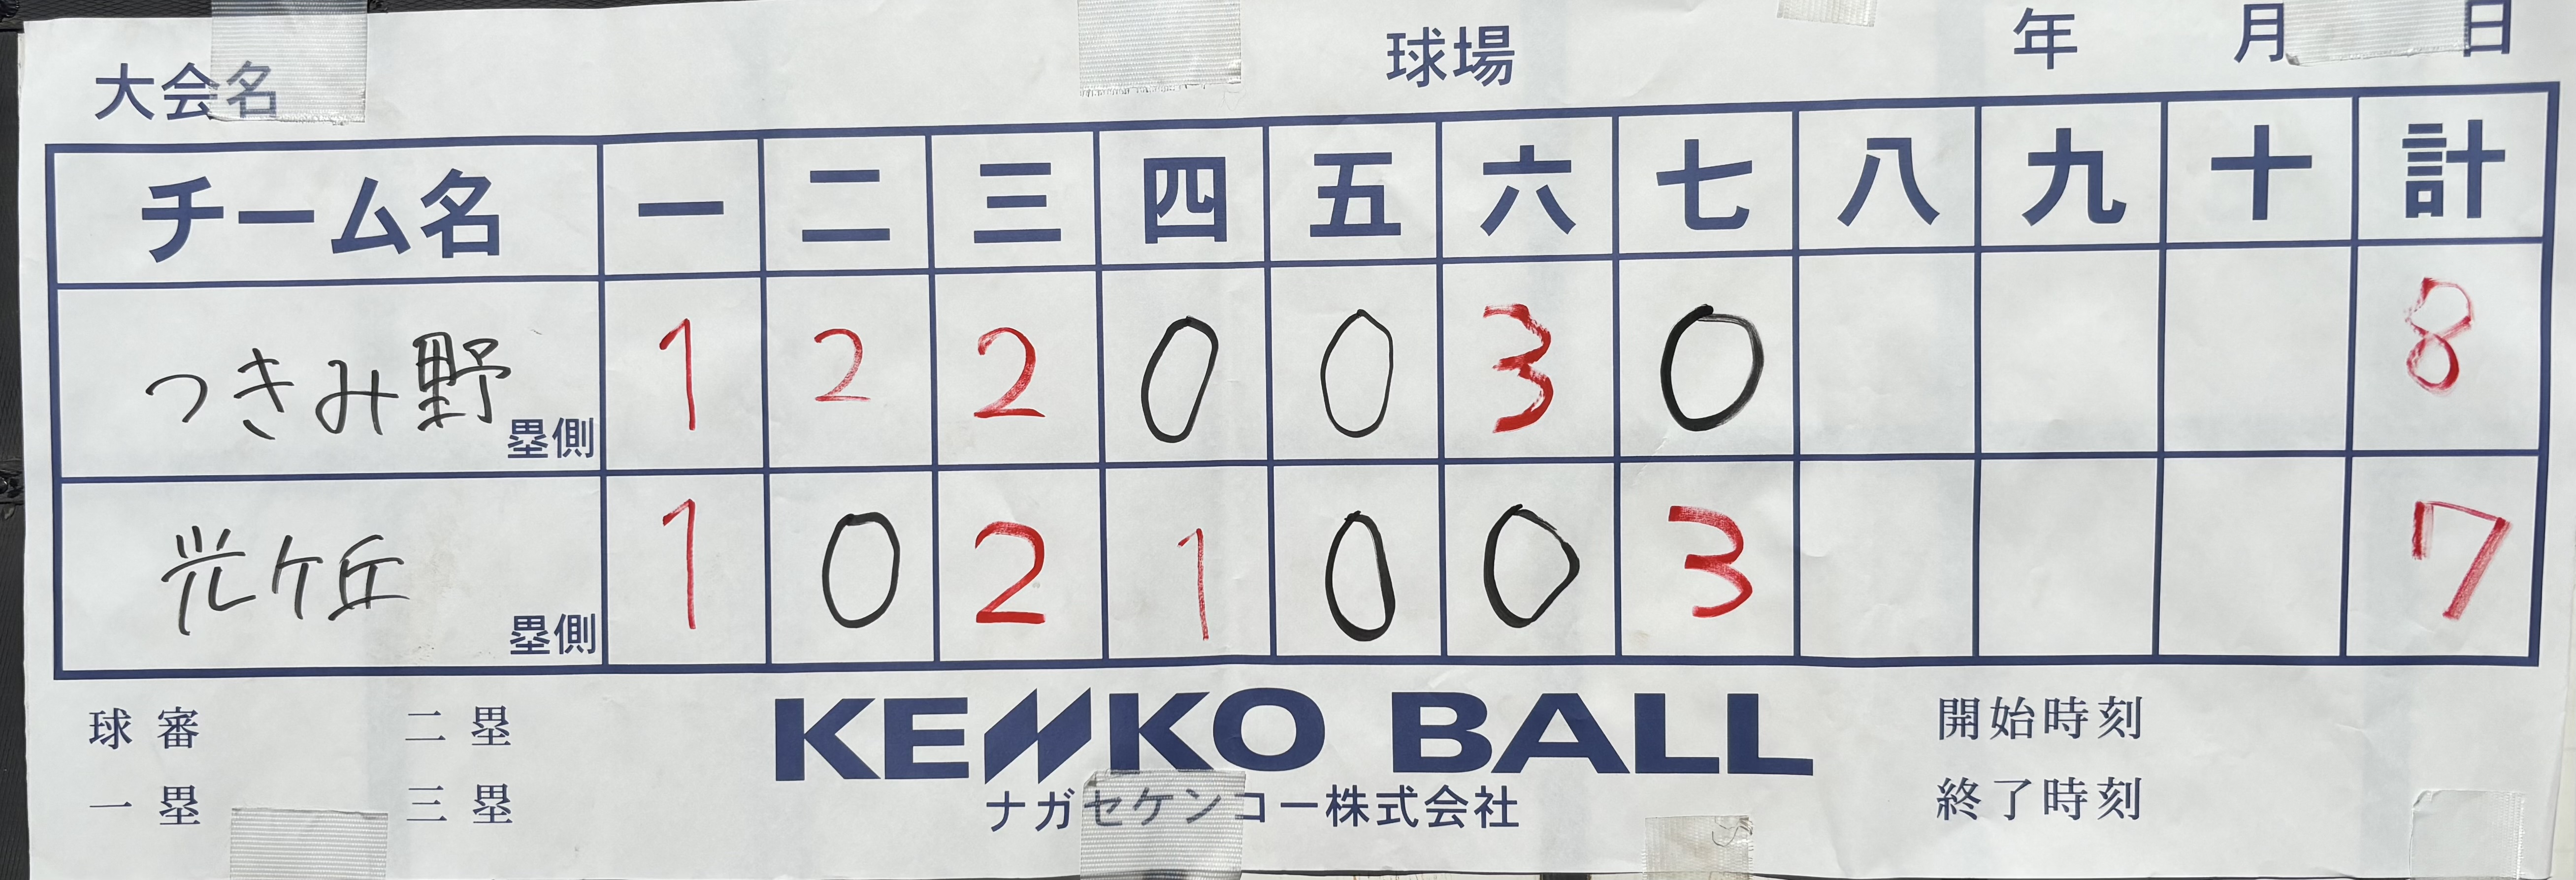 大会名 球場 年 月 日
チーム名 一 二 三 四 五 六 七 八 九 十 計
つきみ野 塁側 1 2 2 0 0 3 0 8
光ケ丘 塁側 1 0 2 1 0 0 3 7
球審 二塁 KENKO BALL 開始時刻
一塁 三塁 ナガセケンコー株式会社 終了時刻